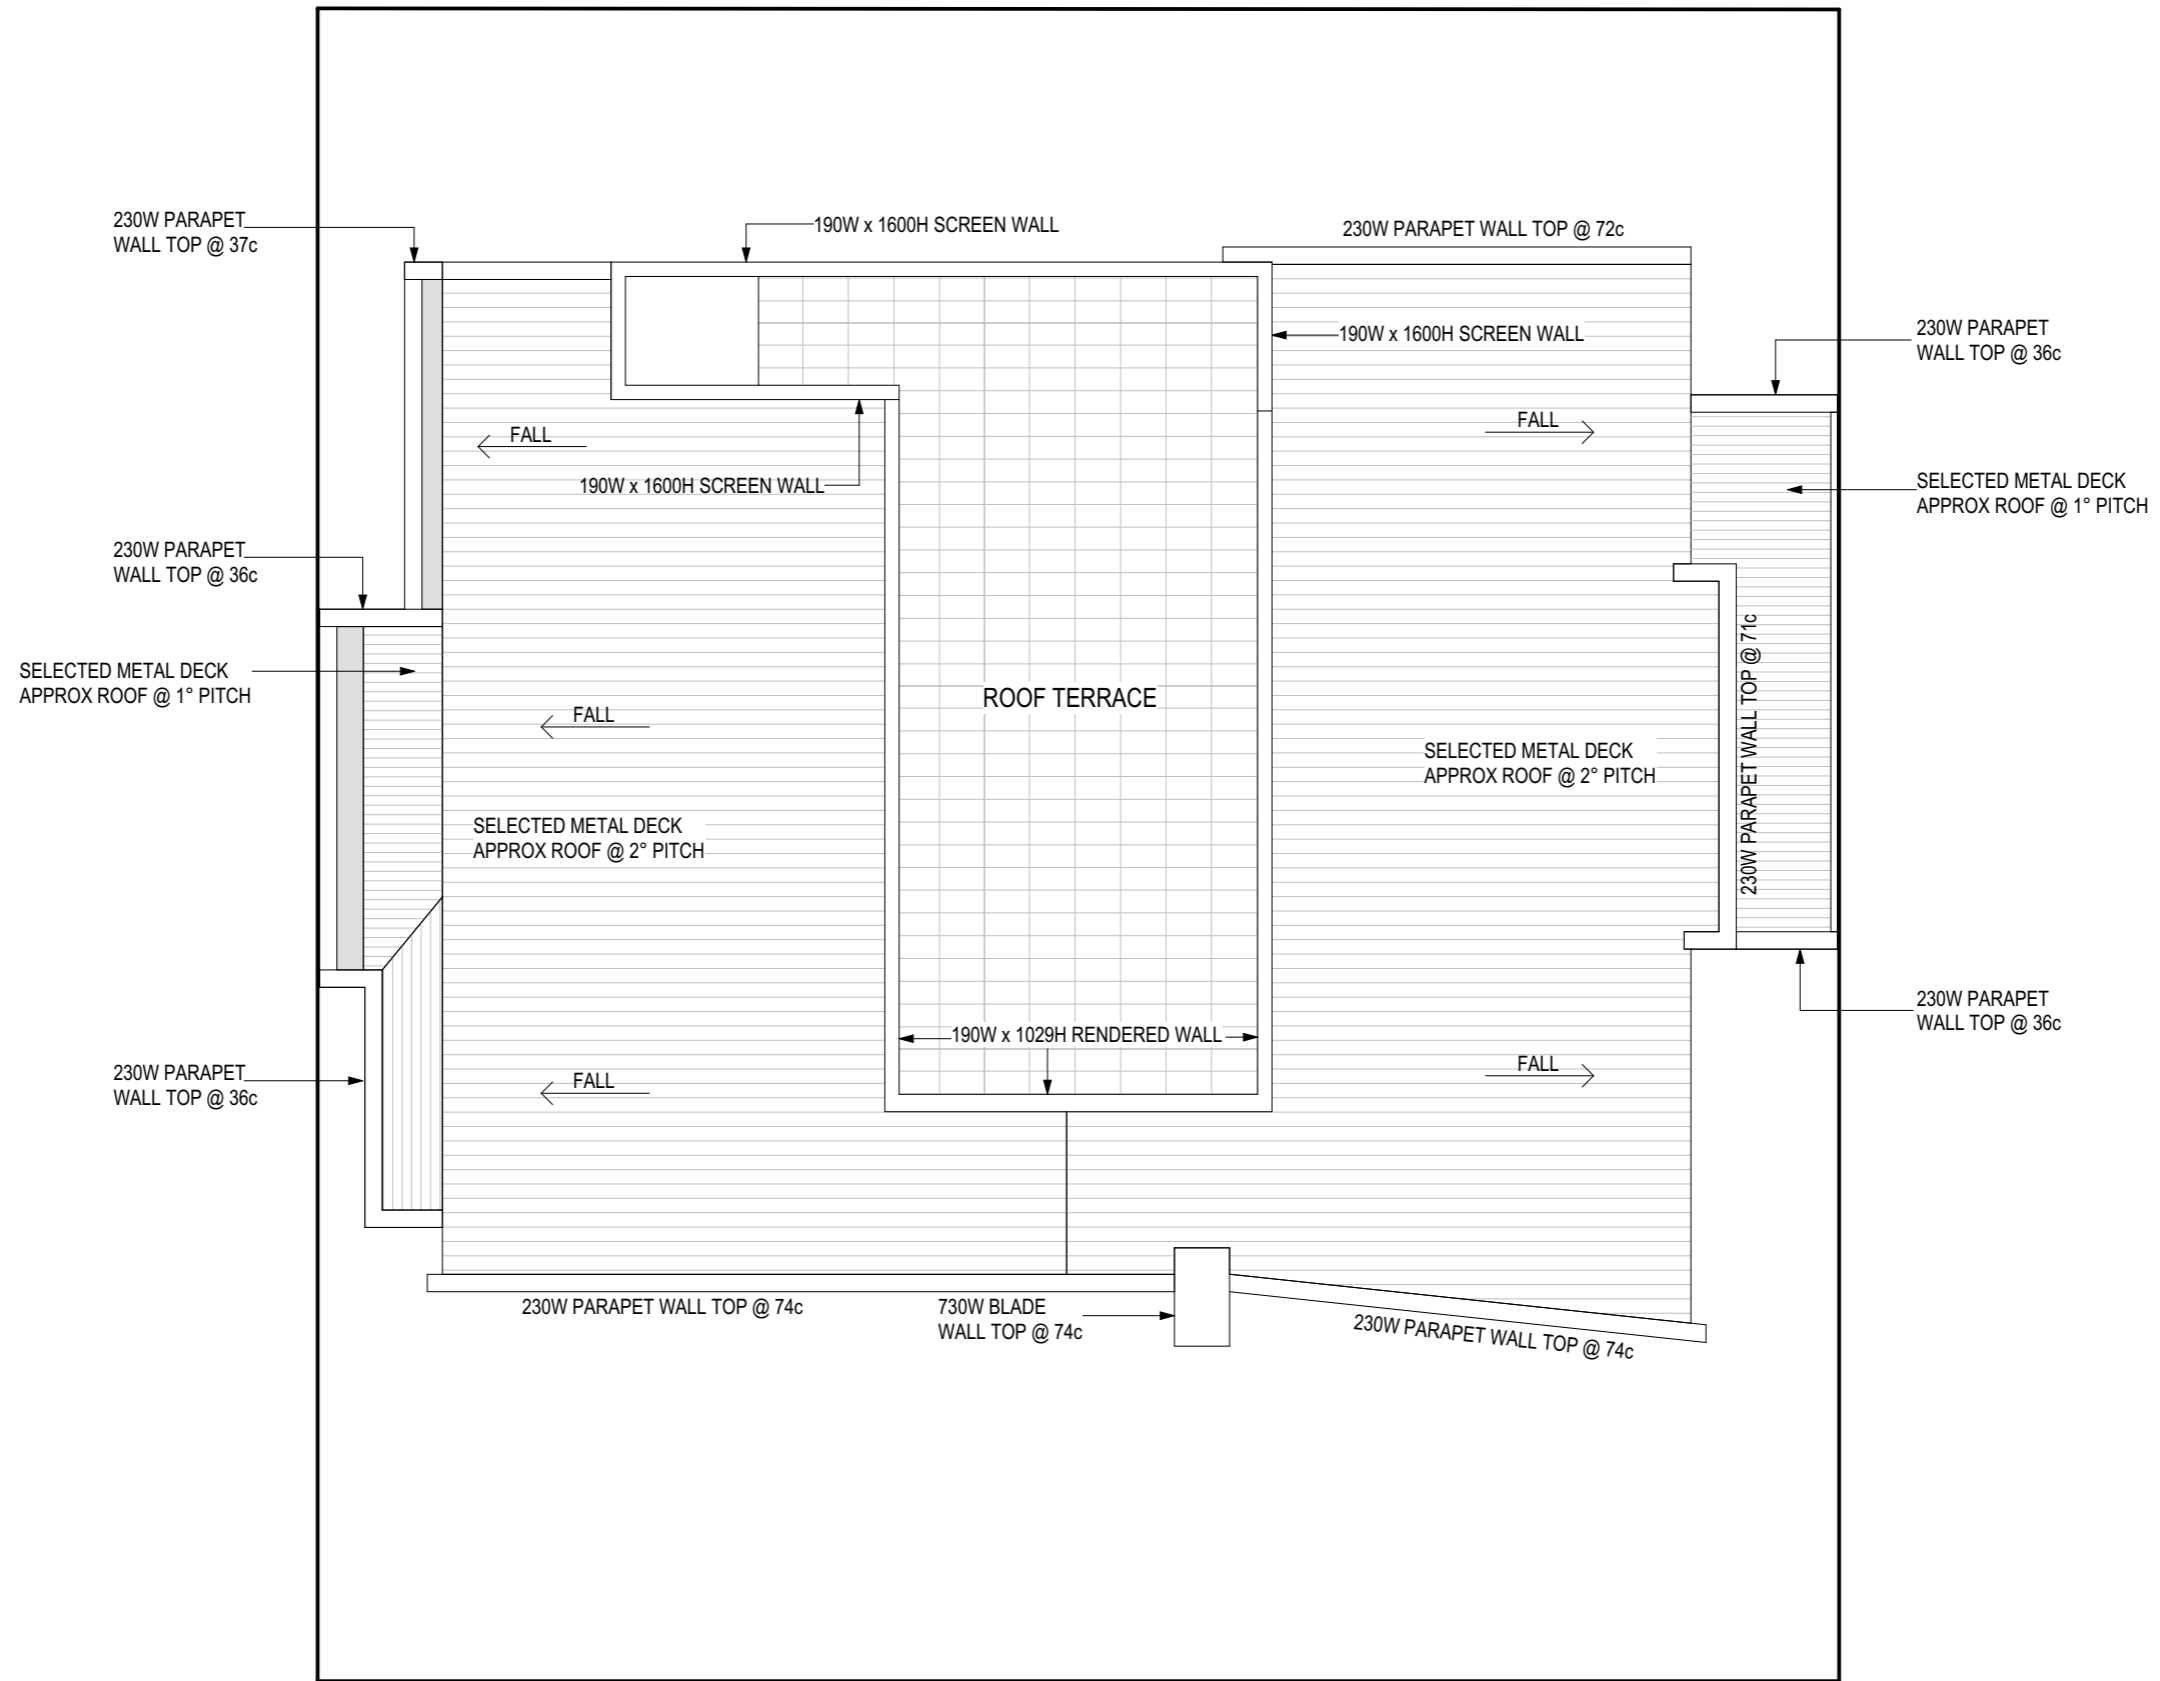 230W PARAPET
WALL TOP @ 37c
190W x 1600H SCREEN WALL
230W PARAPET WALL TOP @ 72c
190W x 1600H SCREEN WALL
230W PARAPET
WALL TOP @ 36c
FALL
FALL
190W x 1600H SCREEN WALL
SELECTED METAL DECK
APPROX ROOF @ 1° PITCH
230W PARAPET
WALL TOP @ 36c
SELECTED METAL DECK
APPROX ROOF @ 1° PITCH
ROOF TERRACE
FALL
230W PARAPET WALL TOP @ 71c
SELECTED METAL DECK
APPROX ROOF @ 2° PITCH
SELECTED METAL DECK
APPROX ROOF @ 2° PITCH
230W PARAPET
WALL TOP @ 36c
190W x 1029H RENDERED WALL
230W PARAPET
WALL TOP @ 36c
FALL
FALL
230W PARAPET WALL TOP @ 74c
730W BLADE
WALL TOP @ 74c
230W PARAPET WALL TOP @ 74c